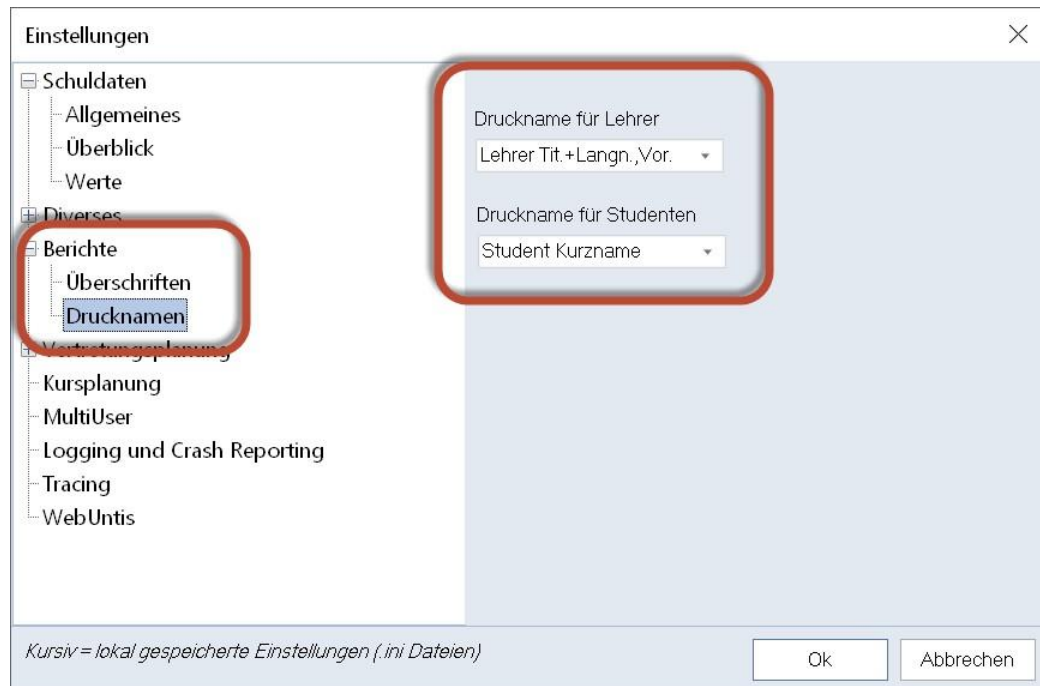 Einstellungen
Schuldaten
Allgemeines
Überblick
Werte
Diverses
Berichte
Überschriften
Drucknamen
Vertretungsplanung
Kursplanung
MultiUser
Logging und Crash Reporting
Tracing
WebUntis
Druckname für Lehrer
Lehrer Tit.+Langn.,Vor.
Druckname für Studenten
Student Kurzname
Kursiv = lokal gespeicherte Einstellungen (.ini Dateien)
Ok
Abbrechen